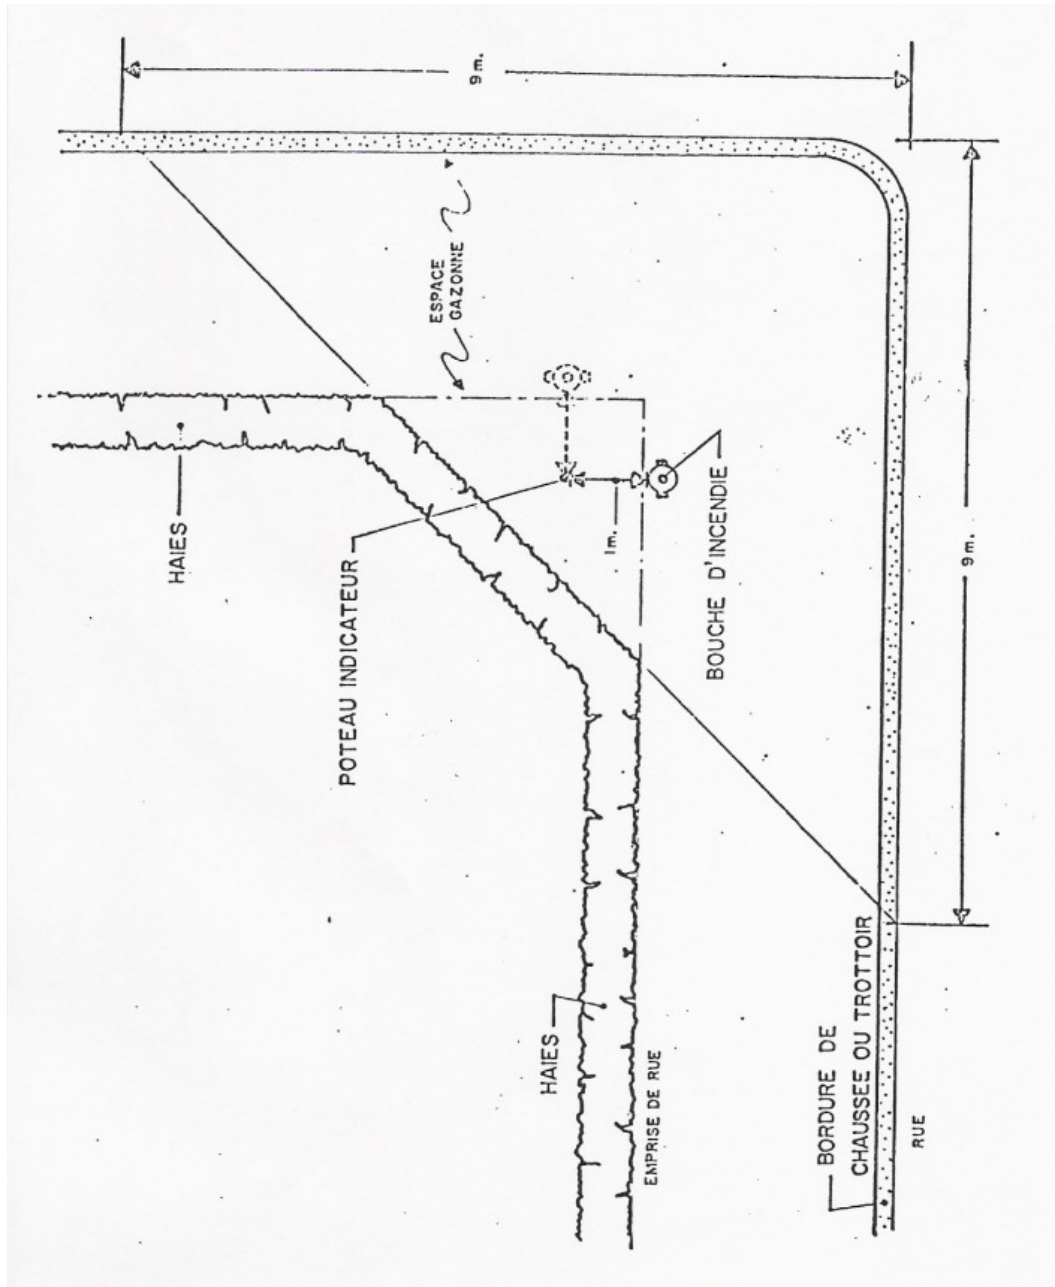 9 m.
ESPACE
GAZONNE
HAIES
POTEAU INDICATEUR
1m.
BOUCHE D'INCENDIE
9 m.
HAIES
EMPRISE DE RUE
BORDURE DE
CHAUSSEE OU TROTTOIR
RUE